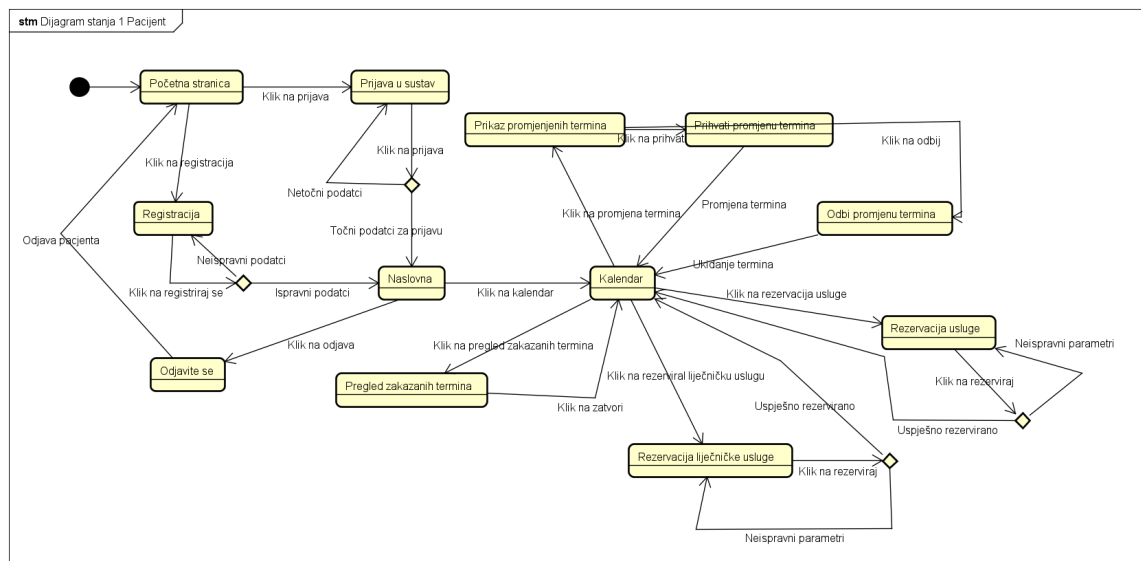 stm Dijagram stanja 1 Pacijent
Početna stranica
Klik na prijava
Prijava u sustav
Prikaz promjenjenih termina
Klik na prihvat
Prihvati promjenu termina
Klik na odbij
Klik na registracija
Klik na prijava
Netočni podatci
Registracija
Klik na promjena termina
Promjena termina
Odbi promjenu termina
Odjava pacjenta
Točni podatci za prijavu
Neispravni podatci
Ukidanje termina
Klik na registriraj se
Ispravni podatci
Naslovna
Klik na kalendar
Kalendar
Klik na rezervacija usluge
Rezervacija usluge
Neispravni parametri
Klik na odjava
Klik na pregled zakazanih termina
Odjavite se
Klik na rezerviral liječničku uslugu
Klik na rezerviraj
Pregled zakazanih termina
Klik na zatvori
Uspješno rezervirano
Uspješno rezervirano
Rezervacija liječničke usluge
Klik na rezerviraj
Neispravni parametri